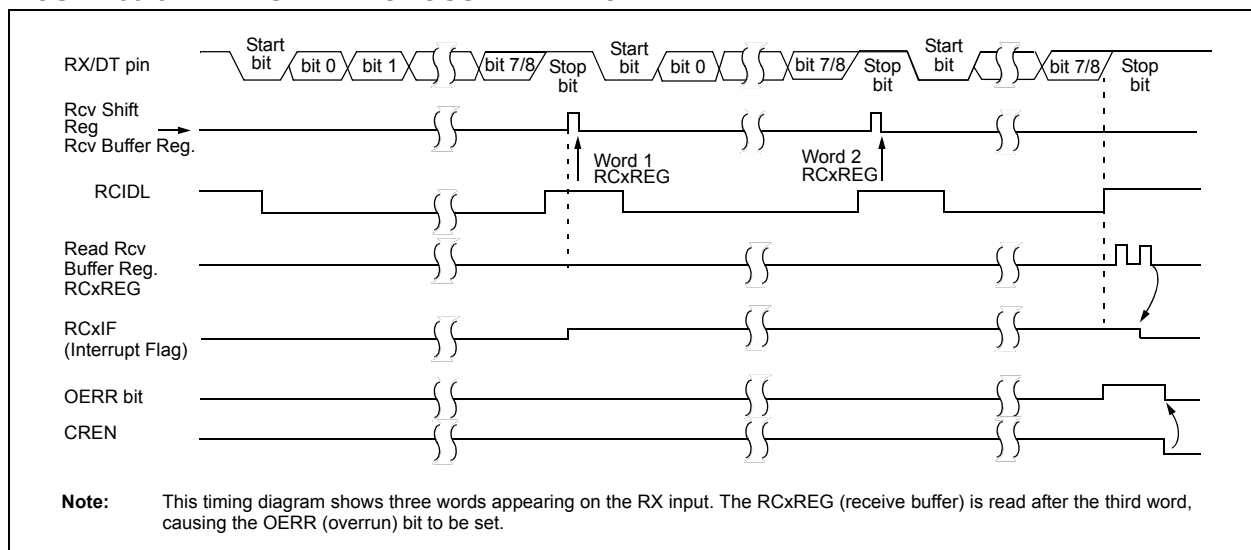 RX/DT pin
Start
bit
bit 0
bit 1
bit 7/8
Stop
bit
Start
bit
bit 0
bit 7/8
Stop
bit
Start
bit
bit 7/8
Stop
bit
Rcv Shift
Reg
Rcv Buffer Reg.
Word 1
RCxREG
Word 2
RCxREG
RCIDL
Read Rcv
Buffer Reg.
RCxREG
RCxIF
(Interrupt Flag)
OERR bit
CREN
Note: This timing diagram shows three words appearing on the RX input. The RCxREG (receive buffer) is read after the third word,
causing the OERR (overrun) bit to be set.